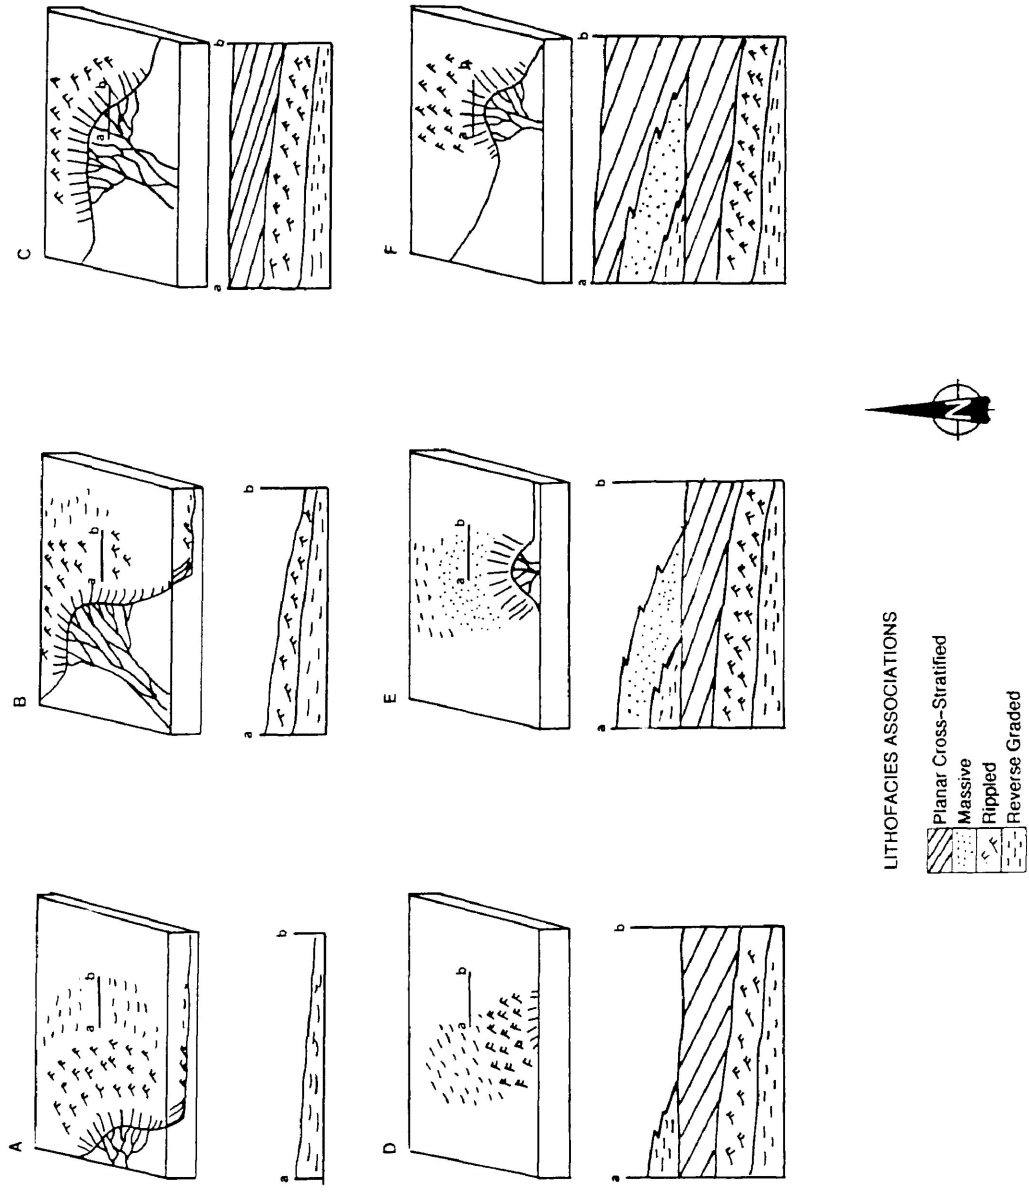 A
a b
a b
B
a b
a b
C
a b
a b
D
a b
a b
E
a b
a b
F
a b
a b
N
LITHOFACIES ASSOCIATIONS
Planar Cross-Stratified
Massive
Rippled
Reverse Graded